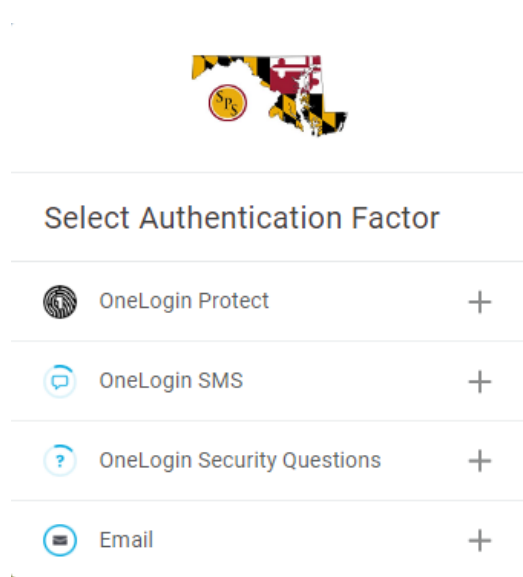 SPS
Select Authentication Factor
OneLogin Protect
OneLogin SMS
OneLogin Security Questions
Email